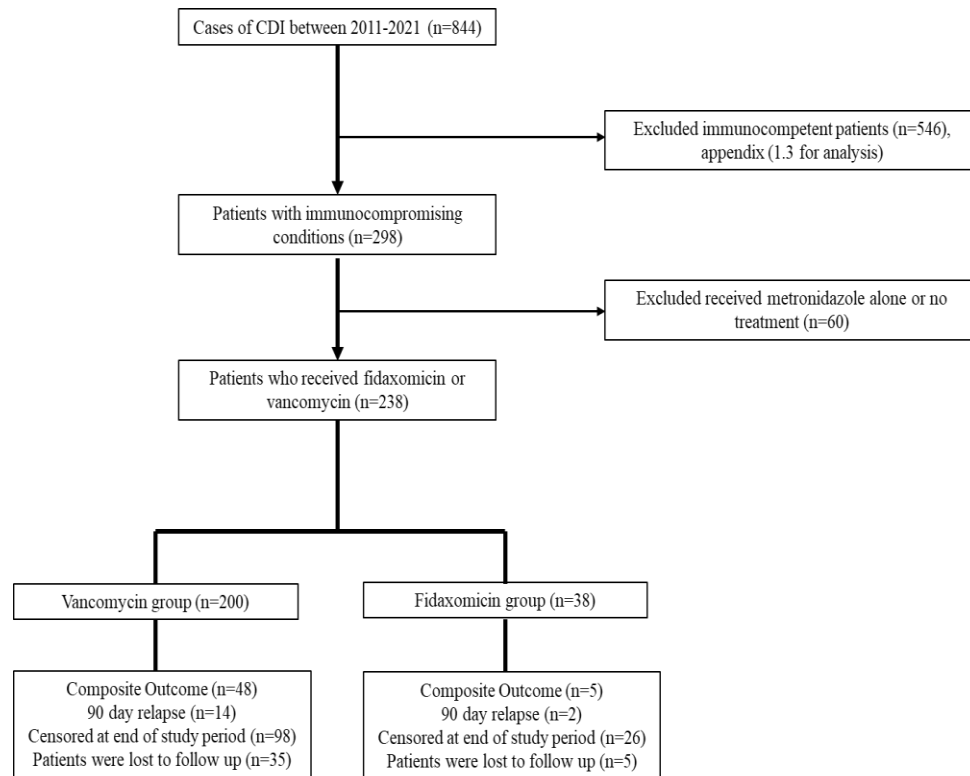 Cases of CDI between 2011-2021 (n=844)
Excluded immunocompetent patients (n=546),
appendix (1.3 for analysis)
Patients with immunocompromising
conditions (n=298)
Excluded received metronidazole alone or no
treatment (n=60)
Patients who received fidaxomicin or
vancomycin (n=238)
Vancomycin group (n=200)
Fidaxomicin group (n=38)
Composite Outcome (n=48)
90 day relapse (n=14)
Censored at end of study period (n=98)
Patients were lost to follow up (n=35)
Composite Outcome (n=5)
90 day relapse (n=2)
Censored at end of study period (n=26)
Patients were lost to follow up (n=5)